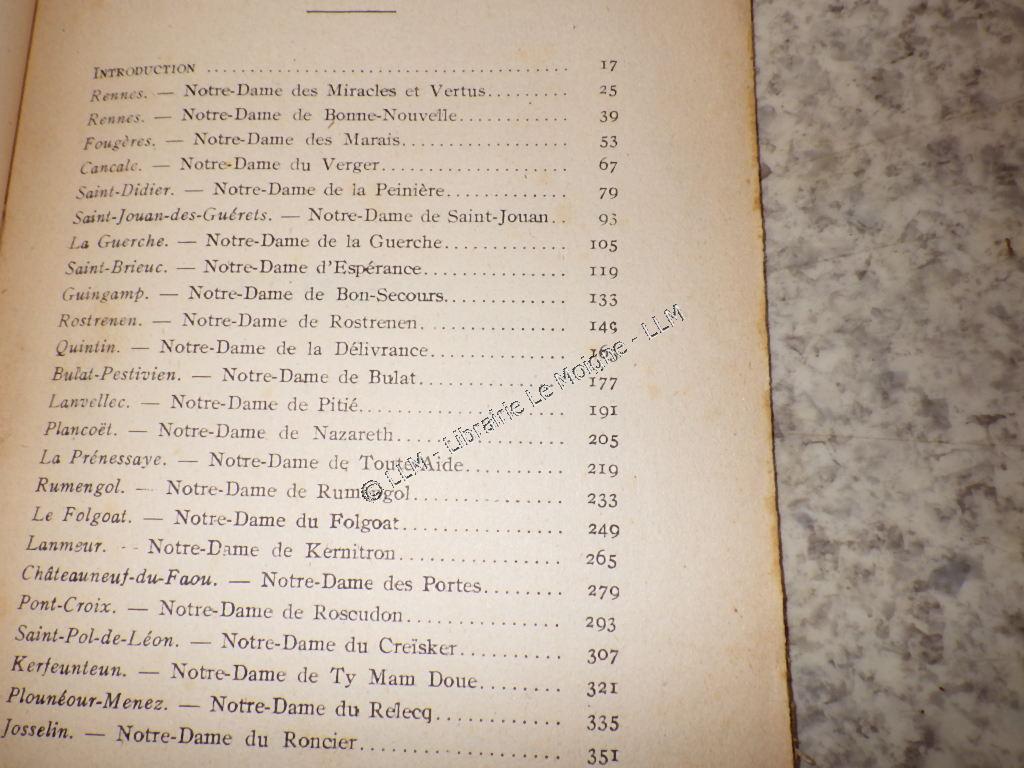 INTRODUCTION ........................................ 17
Rennes. — Notre-Dame des Miracles et Vertus......... 25
Rennes. — Notre-Dame de Bonne-Nouvelle............ 39
Fougères. — Notre-Dame des Marais.................. 53
Cancale. — Notre-Dame du Verger.................... 67
Saint-Didier. — Notre-Dame de la Peinière............. 79
Saint-Jouan-des-Guérets. — Notre-Dame de Saint-Jouan.. 93
La Guerche. — Notre-Dame de la Guerche............. 105
Saint-Brieuc. — Notre-Dame d'Espérance............... 119
Guingamp. — Notre-Dame de Bon-Secours............. 133
Rostrenen. — Notre-Dame de Rostrenen............... 149
Quintin. — Notre-Dame de la Délivrance..............
Bulat-Pestivien. — Notre-Dame de Bulat............... 177
Lanvellec. — Notre-Dame de Pitié.................... 191
Plancoët. — Notre-Dame de Nazareth................. 205
La Prénessaye. — Notre-Dame de Toute Aide.......... 219
Rumengol. — Notre-Dame de Rumengol............... 233
Le Folgoat. — Notre-Dame du Folgoat................ 249
Lanmeur. — Notre-Dame de Kernitron................ 265
Châteauneuf-du-Faou. — Notre-Dame des Portes........ 279
Pont-Croix. — Notre-Dame de Roscudon............... 293
Saint-Pol-de-Léon. — Notre-Dame du Creïsker.......... 307
Kerfeunteun. — Notre-Dame de Ty Mam Doue........ 321
Plounéour-Menez. — Notre-Dame du Relecq............ 335
Josselin. — Notre-Dame du Roncier................... 351
© LLM - Librairie Le Moigne - LLM